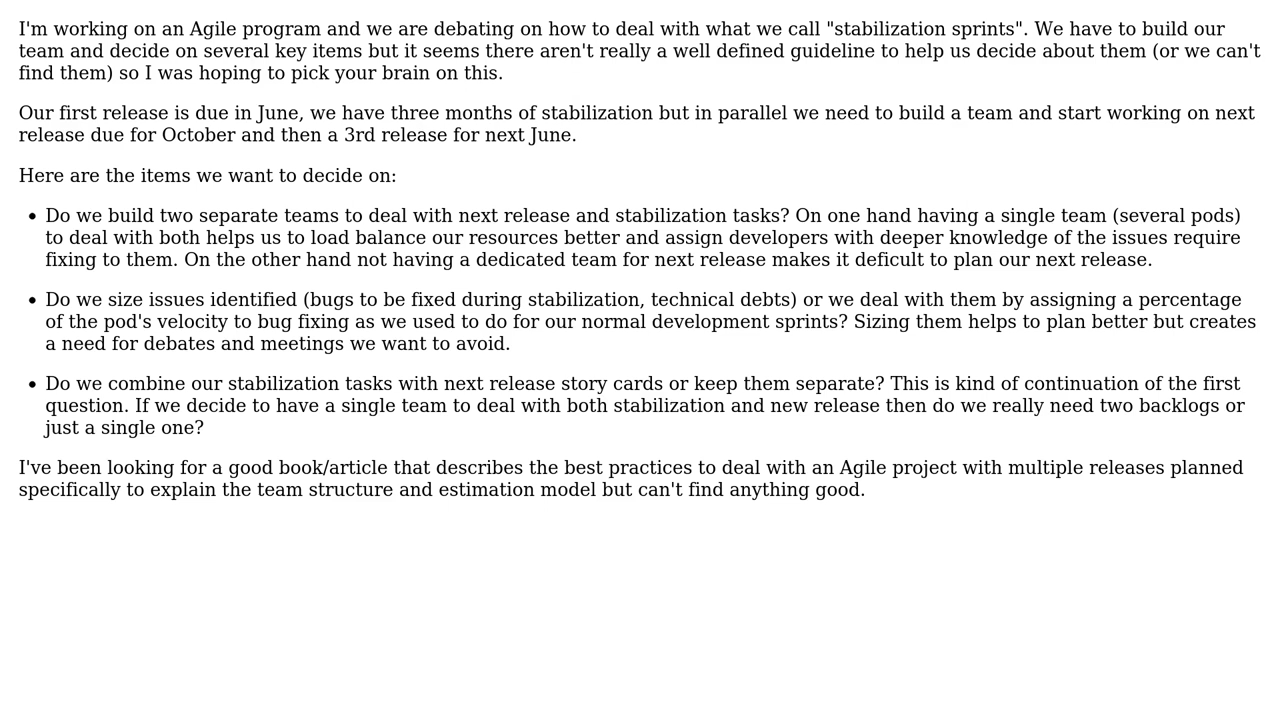 I'm working on an Agile program and we are debating on how to deal with what we call "stabilization sprints". We have to build our
team and decide on several key items but it seems there aren't really a well defined guideline to help us decide about them (or we can't
find them) so I was hoping to pick your brain on this.
Our first release is due in June, we have three months of stabilization but in parallel we need to build a team and start working on next
release due for October and then a 3rd release for next June.
Here are the items we want to decide on:
• Do we build two separate teams to deal with next release and stabilization tasks? On one hand having a single team (several pods)
to deal with both helps us to load balance our resources better and assign developers with deeper knowledge of the issues require
fixing to them. On the other hand not having a dedicated team for next release makes it deficult to plan our next release.
• Do we size issues identified (bugs to be fixed during stabilization, technical debts) or we deal with them by assigning a percentage
of the pod's velocity to bug fixing as we used to do for our normal development sprints? Sizing them helps to plan better but creates
a need for debates and meetings we want to avoid.
• Do we combine our stabilization tasks with next release story cards or keep them separate? This is kind of continuation of the first
question. If we decide to have a single team to deal with both stabilization and new release then do we really need two backlogs or
just a single one?
I've been looking for a good book/article that describes the best practices to deal with an Agile project with multiple releases planned
specifically to explain the team structure and estimation model but can't find anything good.